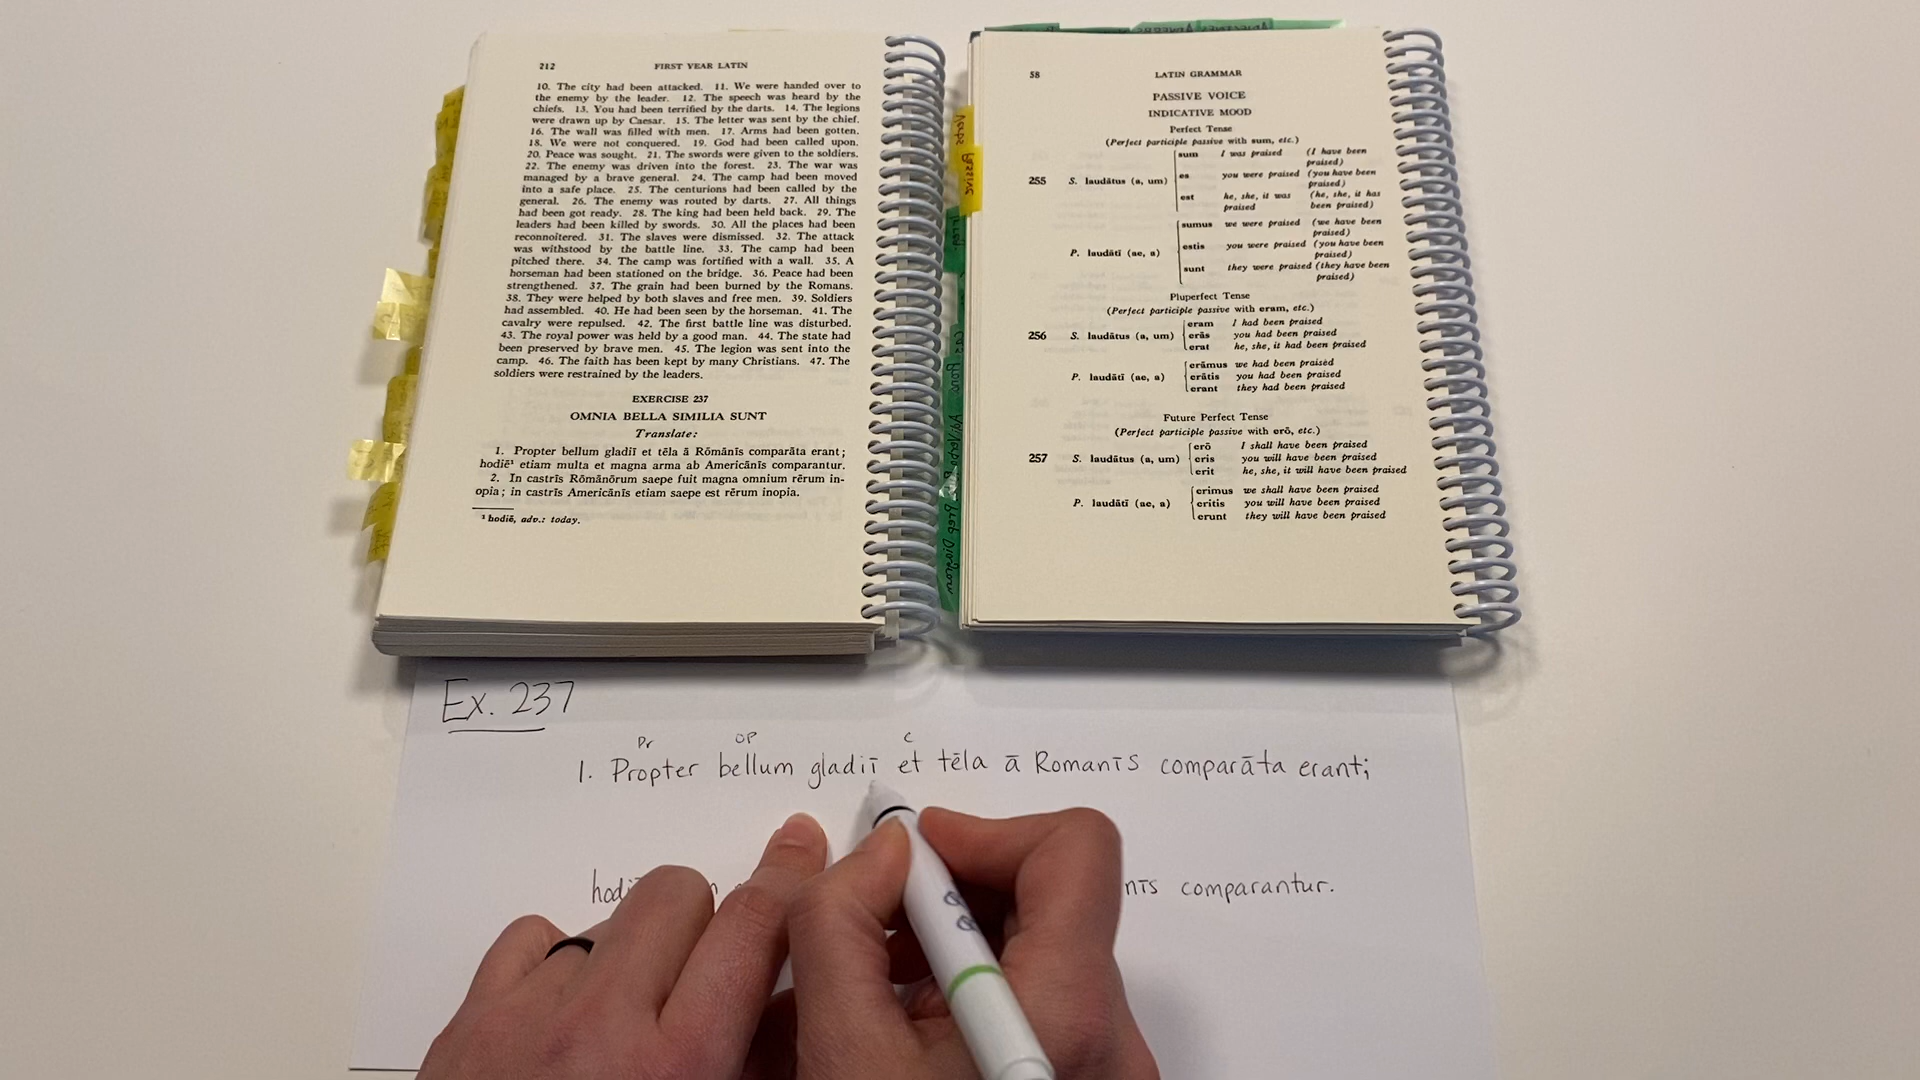 212 FIRST YEAR LATIN
10. The city had been attacked. 11. We were handed over to
the enemy by the leader. 12. The speech was heard by the
chiefs. 13. You had been terrified by the darts. 14. The legions
were drawn up by Caesar. 15. The letter was sent by the chief.
16. The wall was filled with men. 17. Arms had been gotten.
18. We were not conquered. 19. God had been called upon.
20. Peace was sought. 21. The swords were given to the soldiers.
22. The enemy was driven into the forest. 23. The war was
managed by a brave general. 24. The camp had been moved
into a safe place. 25. The centurions had been called by the
general. 26. The enemy was routed by darts. 27. All things
had been got ready. 28. The king had been held back. 29. The
leaders had been killed by swords. 30. All the places had been
reconnoitered. 31. The slaves were dismissed. 32. The attack
was withstood by the battle line. 33. The camp had been
pitched there. 34. The camp was fortified with a wall. 35. A
horseman had been stationed on the bridge. 36. Peace had been
strengthened. 37. The grain had been burned by the Romans.
38. They were helped by both slaves and free men. 39. Soldiers
had assembled. 40. He had been seen by the horseman. 41. The
cavalry were repulsed. 42. The first battle line was disturbed.
43. The royal power was held by a good man. 44. The state had
been preserved by brave men. 45. The legion was sent into the
camp. 46. The faith has been kept by many Christians. 47. The
soldiers were restrained by the leaders.
EXERCISE 237
OMNIA BELLA SIMILIA SUNT
Translate:
1. Propter bellum gladiī et tēla ā Rōmānīs comparāta erant;
hodiē¹ etiam multa et magna arma ab Americānīs comparantur.
2. In castrīs Rōmānōrum saepe fuit magna omnium rērum in-
opia; in castrīs Americānīs etiam saepe est rērum inopia.
¹ hodiē, adv.: today.
58 LATIN GRAMMAR
PASSIVE VOICE
INDICATIVE MOOD
Perfect Tense
(Perfect participle passive with sum, etc.)
255 S. laudātus (a, um)
sum I was praised (I have been
praised)
es you were praised (you have been
praised)
est he, she, it was (he, she, it has
praised been praised)
P. laudātī (ae, a)
sumus we were praised (we have been
praised)
estis you were praised (you have been
praised)
sunt they were praised (they have been
praised)
Pluperfect Tense
(Perfect participle passive with eram, etc.)
256 S. laudātus (a, um)
eram I had been praised
erās you had been praised
erat he, she, it had been praised
P. laudātī (ae, a)
erāmus we had been praised
erātis you had been praised
erant they had been praised
Future Perfect Tense
(Perfect participle passive with erō, etc.)
257 S. laudātus (a, um)
erō I shall have been praised
eris you will have been praised
erit he, she, it will have been praised
P. laudātī (ae, a)
erimus we shall have been praised
eritis you will have been praised
erunt they will have been praised
Ex. 237
Pr OP C
1. Propter bellum gladiī et tēla ā Romanīs comparāta erant;
hodi nīs comparantur.